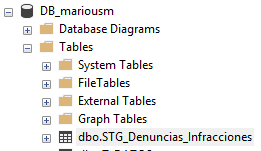 DB_mariousm
Database Diagrams
Tables
System Tables
FileTables
External Tables
Graph Tables
dbo.STG_Denuncias_Infracciones